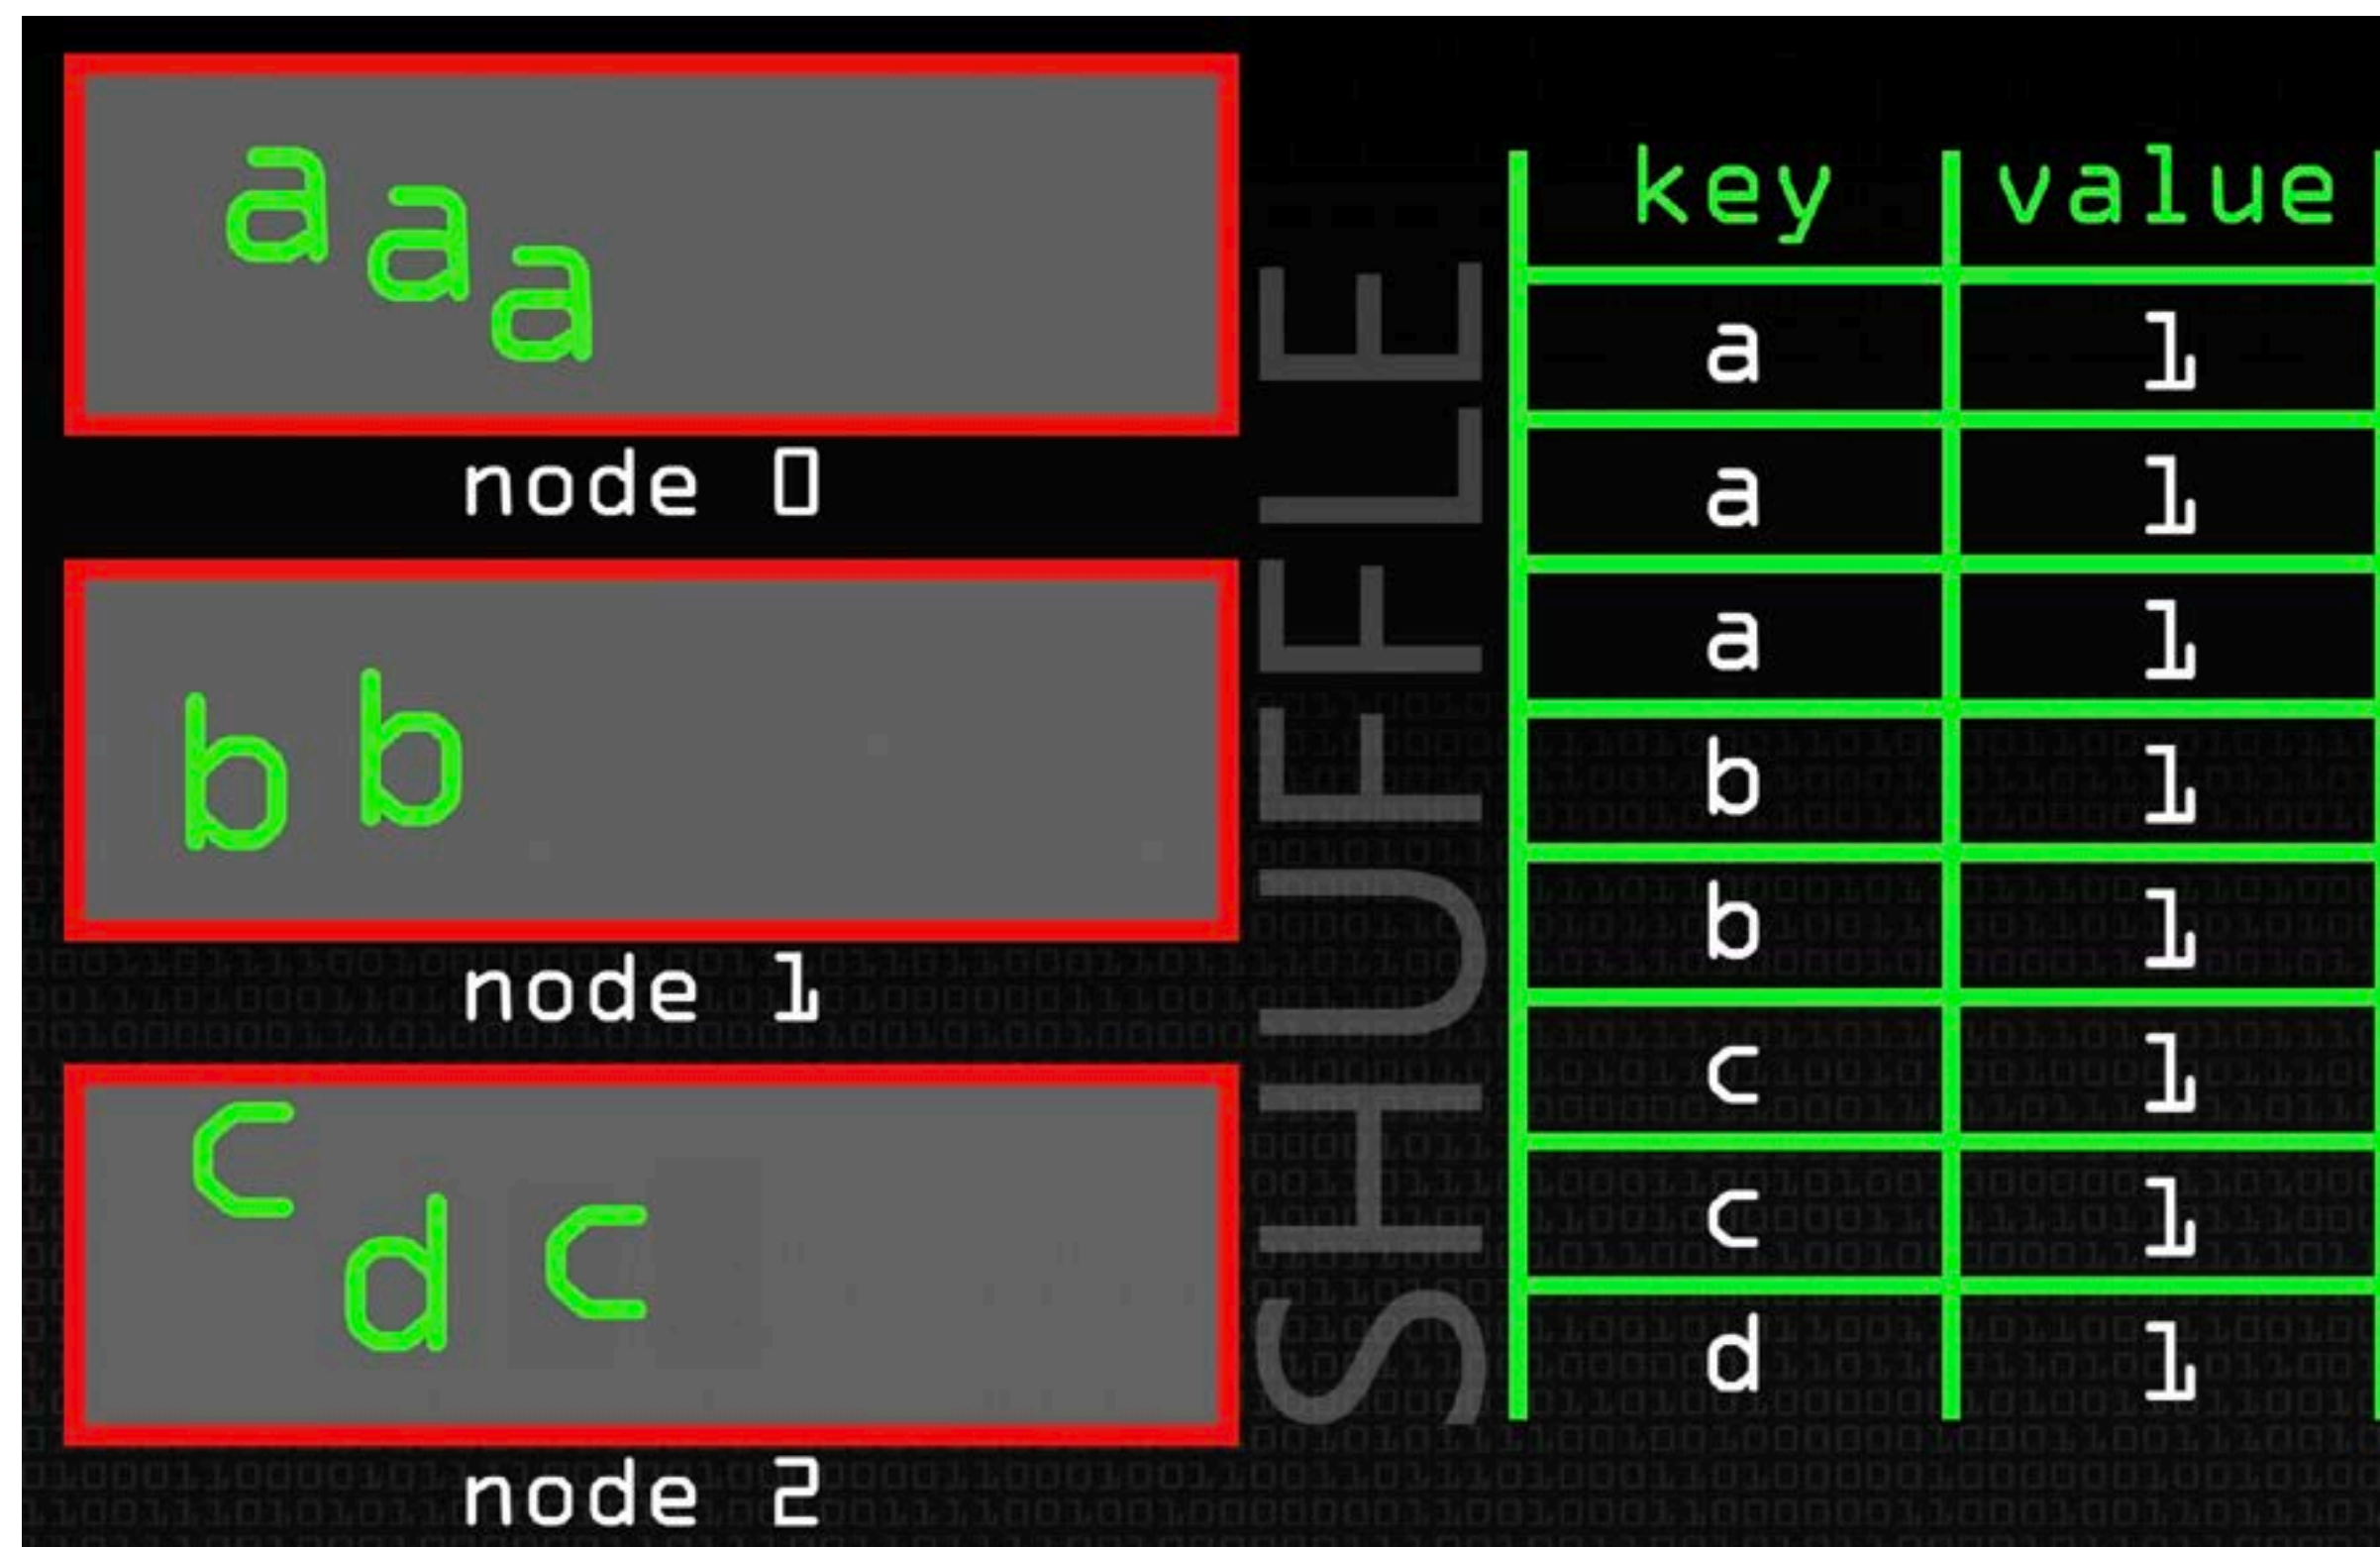 a a a
node 0
b b
node 1
c d c
node 2
SHUFFLE
key value
a 1
a 1
a 1
b 1
b 1
c 1
c 1
d 1